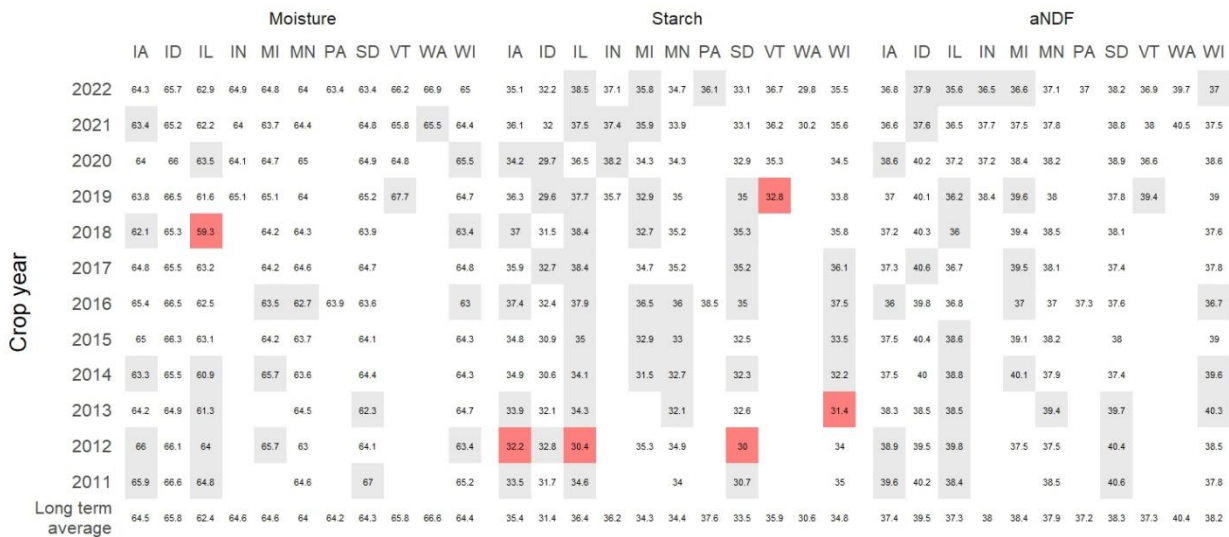 Moisture Starch aNDF
IA ID IL IN MI MN PA SD VT WA WI IA ID IL IN MI MN PA SD VT WA WI IA ID IL IN MI MN PA SD VT WA WI
2022 64.3 65.7 62.9 64.9 64.8 64 63.4 63.4 66.2 66.9 65 35.1 32.2 38.5 37.1 35.8 34.7 36.1 33.1 36.7 29.8 35.5 36.8 37.9 35.6 36.5 36.6 37.1 37 38.2 36.9 39.7 37
2021 63.4 65.2 62.2 64 63.7 64.4 64.8 65.8 65.5 64.4 36.1 32 37.5 37.4 35.9 33.9 33.1 36.2 30.2 35.6 36.6 37.6 36.5 37.7 37.5 37.8 38.8 38 40.5 37.5
2020 64 66 63.5 64.1 64.7 65 64.9 64.8 65.5 34.2 29.7 36.5 38.2 34.3 34.3 32.9 35.3 34.5 38.6 40.2 37.2 37.2 38.4 38.2 38.9 36.6 38.6
2019 63.8 66.5 61.6 65.1 65.1 64 65.2 67.7 64.7 36.3 29.6 37.7 35.7 32.9 35 35 32.8 33.8 37 40.1 36.2 38.4 39.6 38 37.8 39.4 39
2018 62.1 65.3 59.3 64.2 64.3 63.9 63.4 37 31.5 38.4 32.7 35.2 35.3 35.8 37.2 40.3 36 39.4 38.5 38.1 37.6
2017 64.8 65.5 63.2 64.2 64.6 64.7 64.8 35.9 32.7 38.4 34.7 35.2 35.2 36.1 37.3 40.6 36.7 39.5 38.1 37.4 37.8
Crop year
2016 65.4 66.5 62.5 63.5 62.7 63.9 63.6 63 37.4 32.4 37.9 36.5 36 38.5 35 37.5 36 39.8 36.8 37 37 37.3 37.6 36.7
2015 65 66.3 63.1 64.2 63.7 64.1 64.3 34.8 30.9 35 32.9 33 32.5 33.5 37.5 40.4 38.6 39.1 38.2 38 39
2014 63.3 65.5 60.9 65.7 63.6 64.4 64.3 34.9 30.6 34.1 31.5 32.7 32.3 32.2 37.5 40 38.8 40.1 37.9 37.4 39.6
2013 64.2 64.9 61.3 64.5 62.3 64.7 33.9 32.1 34.3 32.1 32.6 31.4 38.3 38.5 38.5 39.4 39.7 40.3
2012 66 66.1 64 65.7 63 64.1 63.4 32.2 32.8 30.4 35.3 34.9 30 34 38.9 39.5 39.8 37.5 37.5 40.4 38.5
2011 65.9 66.6 64.8 64.6 67 65.2 33.5 31.7 34.6 34 30.7 35 39.6 40.2 38.4 38.5 40.6 37.8
Long term
average 64.5 65.8 62.4 64.6 64.6 64 64.2 64.3 65.8 66.6 64.4 35.4 31.4 36.4 36.2 34.3 34.4 37.6 33.5 35.9 30.6 34.8 37.4 39.5 37.3 38 38.4 37.9 37.2 38.3 37.3 40.4 38.2